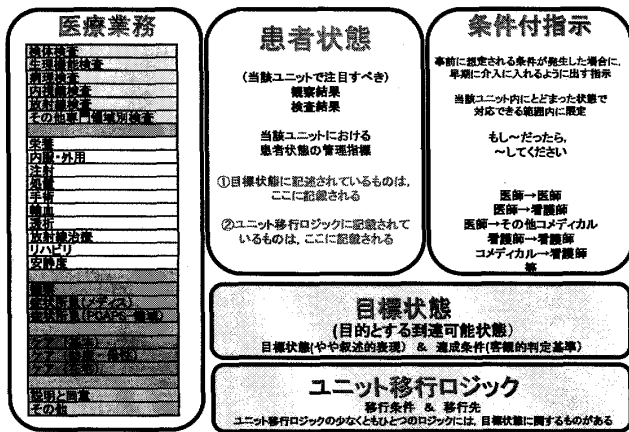 医療業務
検体検査
生理機能検査
病理検査
内視鏡検査
放射線検査
その他専門領域別検査
栄養
内服・外用
注射
処置
手術
輸血
透析
放射線治療
リハビリ
安静度
観察
症状所見(メディス)
症状所見(PCAPS-領域)
ケア (基本)
説明と同意
その他
患者状態
(当該ユニットで注目すべき)
観察結果
検査結果
当該ユニットにおける
患者状態の管理指標
①目標状態に記述されているものは、
ここに記載される
②ユニット移行ロジックに記載されて
いるものは、ここに記載される
条件付指示
事前に想定される条件が発生した場合に、
早期に介入に入れるように出す指示
当該ユニット内にとどまった状態で
対応できる範囲内に限定
もし~だったら、
~してください
医師→医師
医師→看護師
医師→その他コメディカル
看護師→看護師
コメディカル→看護師
等
目標状態
(目的とする到達可能状態)
目標状態(やや叙述的表現) & 達成条件(客観的判定基準)
ユニット移行ロジック
移行条件 & 移行先
ユニット移行ロジックの少なくともひとつのロジックには、目標状態に関するものがある